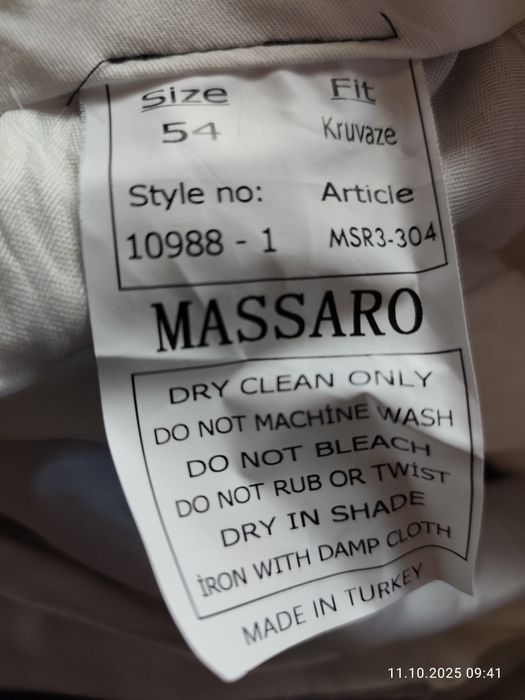 Size Fit
54 Kruvaze
Style no: Article
10988 - 1 MSR3-304
MASSARO
DRY CLEAN ONLY
DO NOT MACHİNE WASH
DO NOT BLEACH
DO NOT RUB OR TWİST
DRY IN SHADE
İRON WITH DAMP CLOTH
MADE IN TURKEY
11.10.2025 09:41